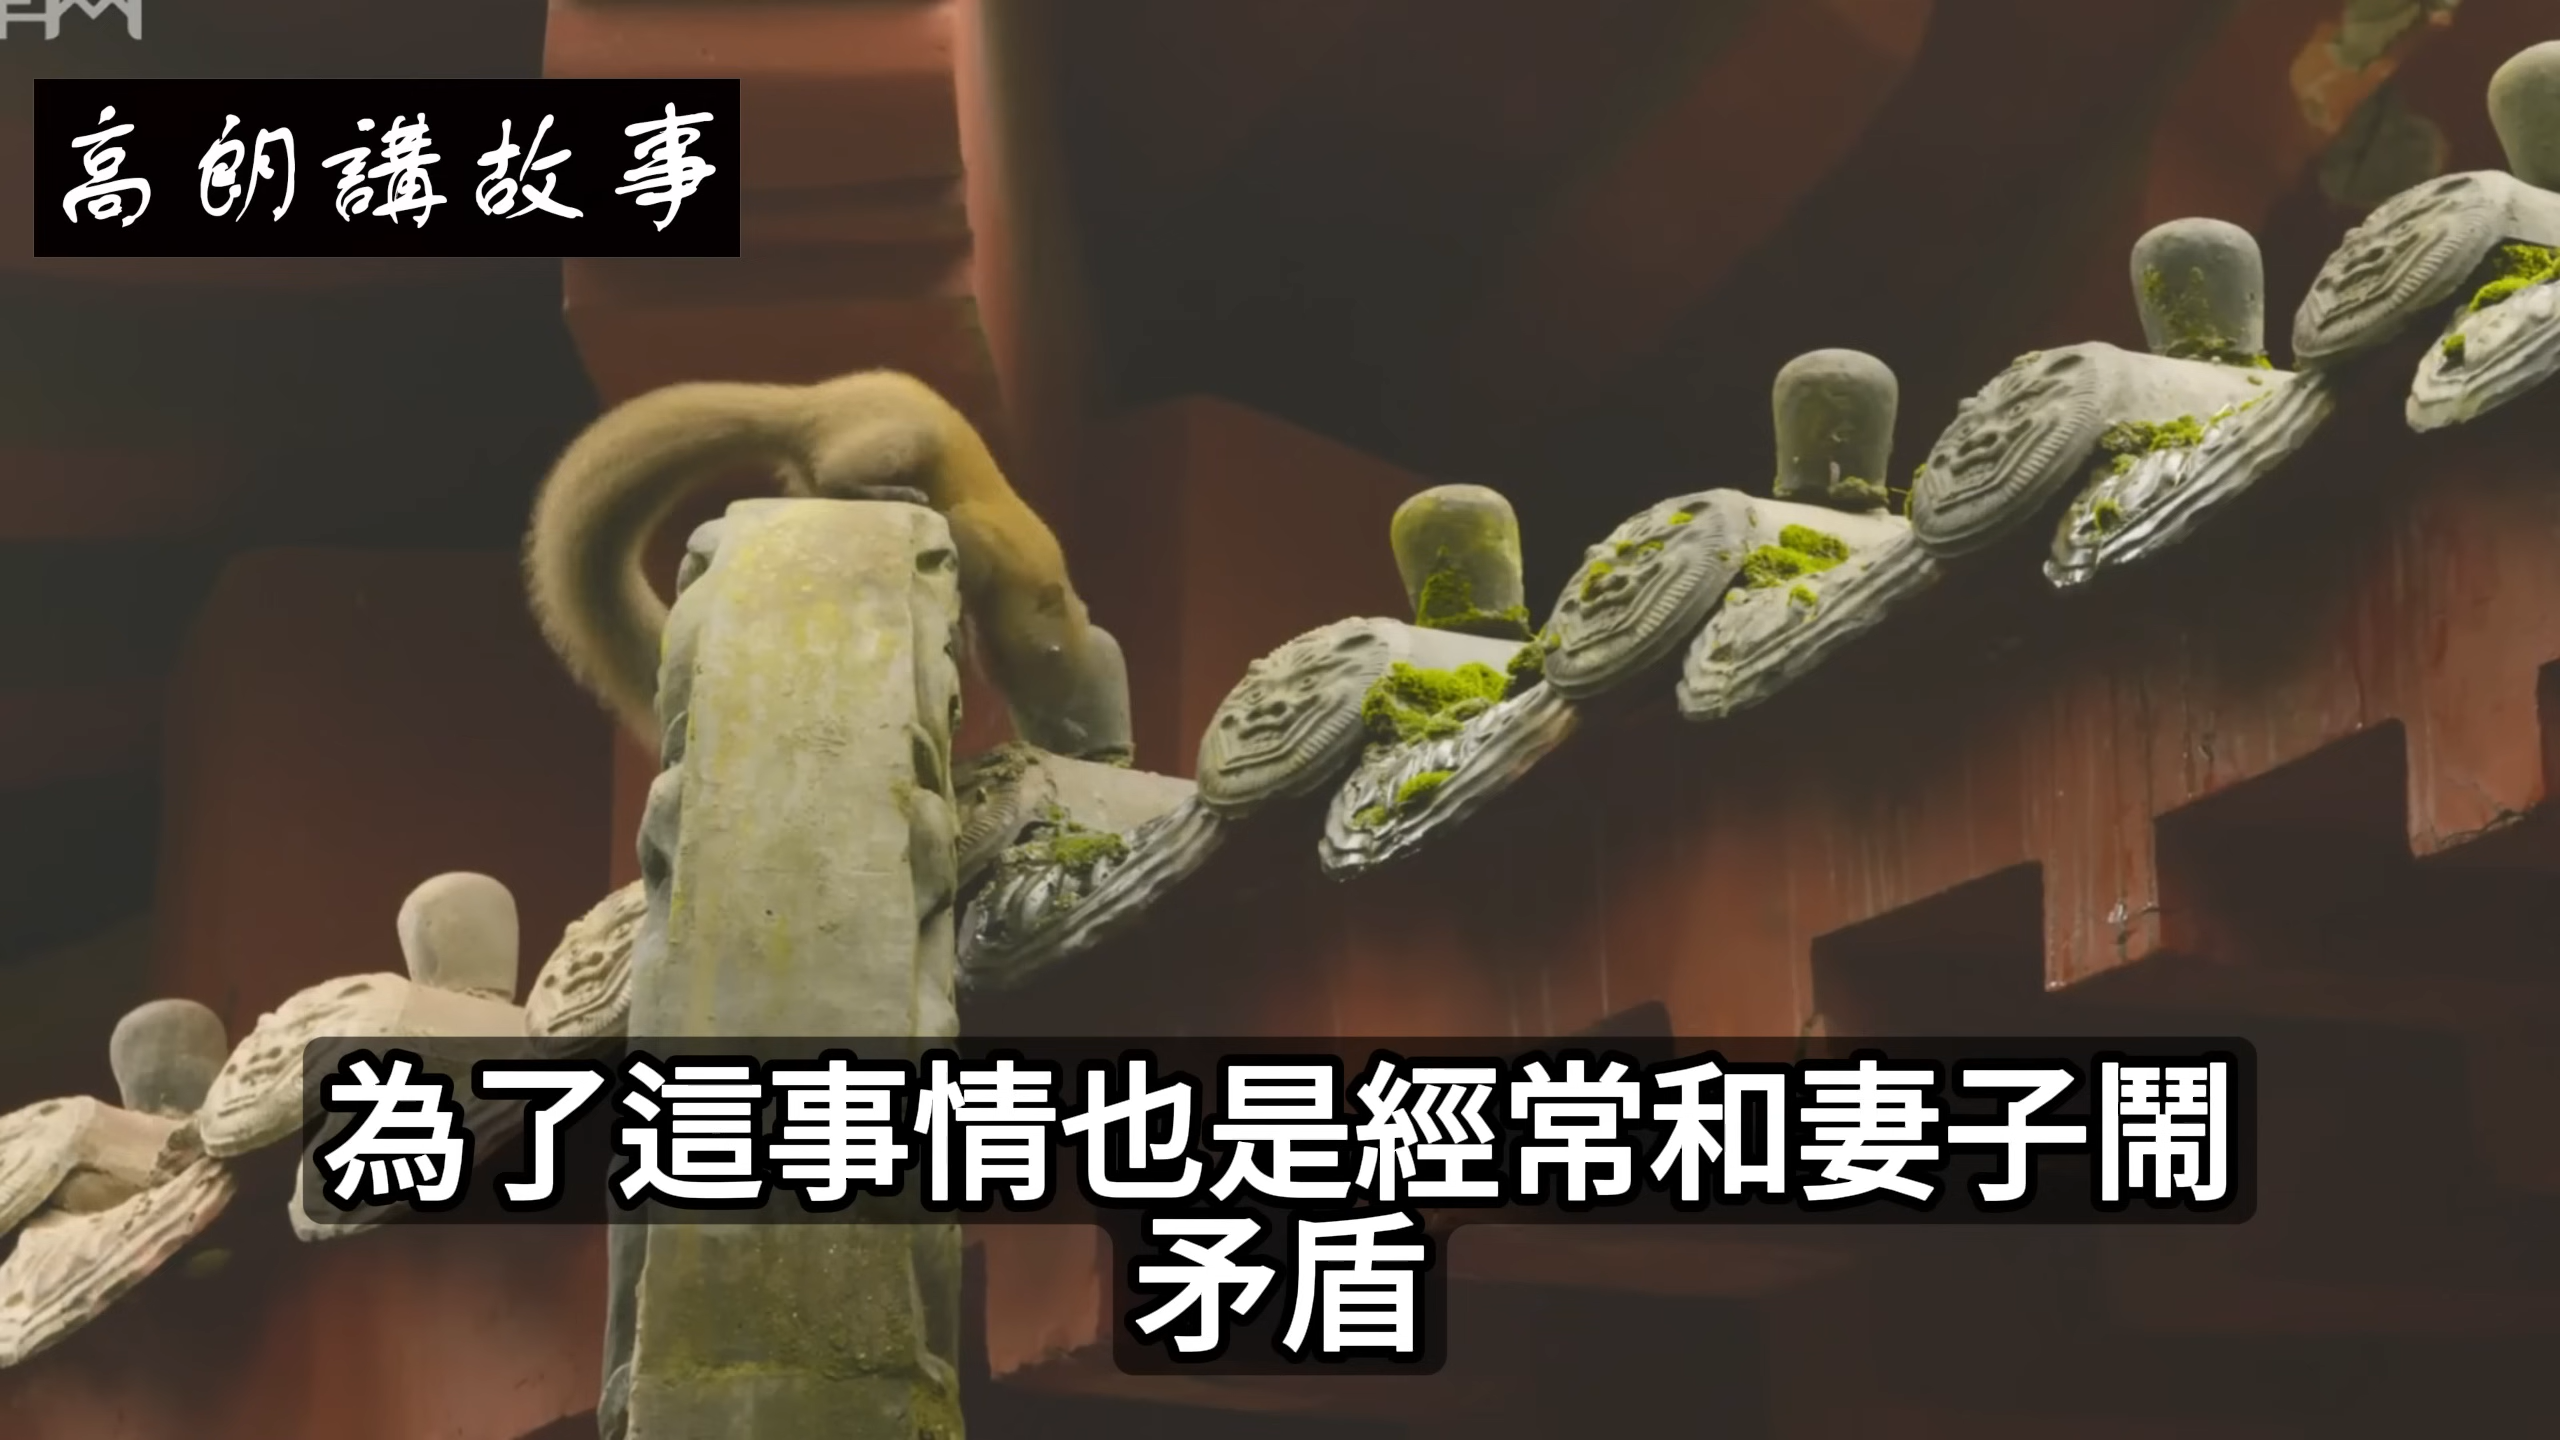 高朗講故事
為了這事情也是經常和妻子鬧
矛盾